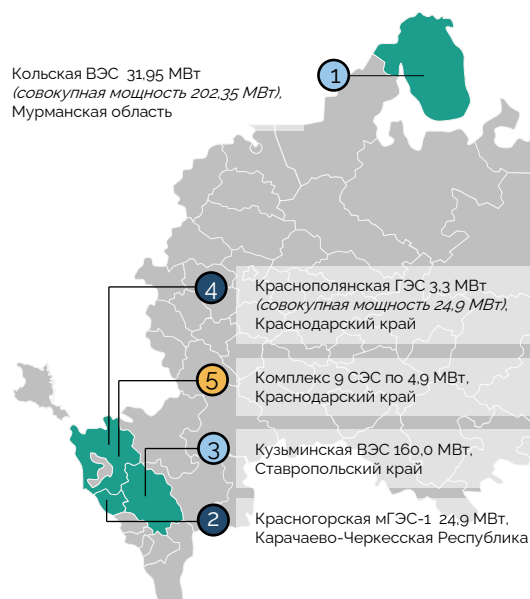 Кольская ВЭС 31,95 МВт
(совокупная мощность 202,35 МВт),
Мурманская область
1
4
Краснополянская ГЭС 3,3 МВт
(совокупная мощность 24,9 МВт),
Краснодарский край
5
Комплекс 9 СЭС по 4,9 МВт,
Краснодарский край
3
Кузьминская ВЭС 160,0 МВт,
Ставропольский край
2
Красногорская мГЭС-1 24,9 МВт,
Карачаево-Черкесская Республика